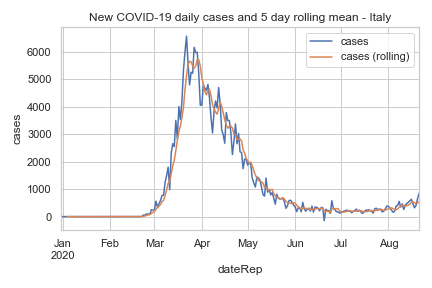 New COVID-19 daily cases and 5 day rolling mean - Italy
cases
cases (rolling)
6000
5000
4000
3000
2000
1000
0
cases
Jan Feb Mar Apr May Jun Jul Aug
2020
dateRep